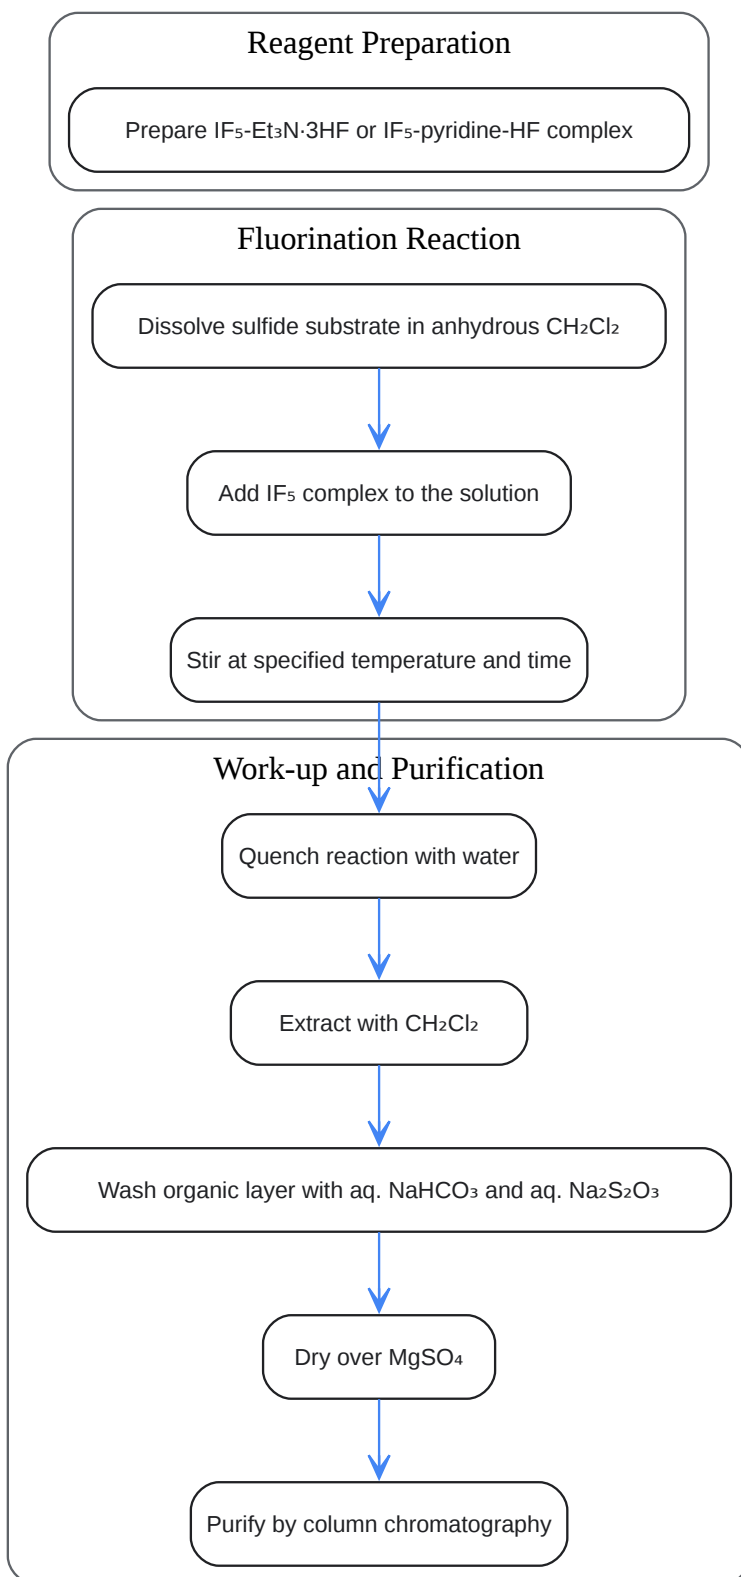 Reagent Preparation
Prepare IF₅-Et₃N·3HF or IF₅-pyridine-HF complex
Fluorination Reaction
Dissolve sulfide substrate in anhydrous CH₂Cl₂
Add IF₅ complex to the solution
Stir at specified temperature and time
Work-up and Purification
Quench reaction with water
Extract with CH₂Cl₂
Wash organic layer with aq. NaHCO₃ and aq. Na₂S₂O₃
Dry over MgSO₄
Purify by column chromatography